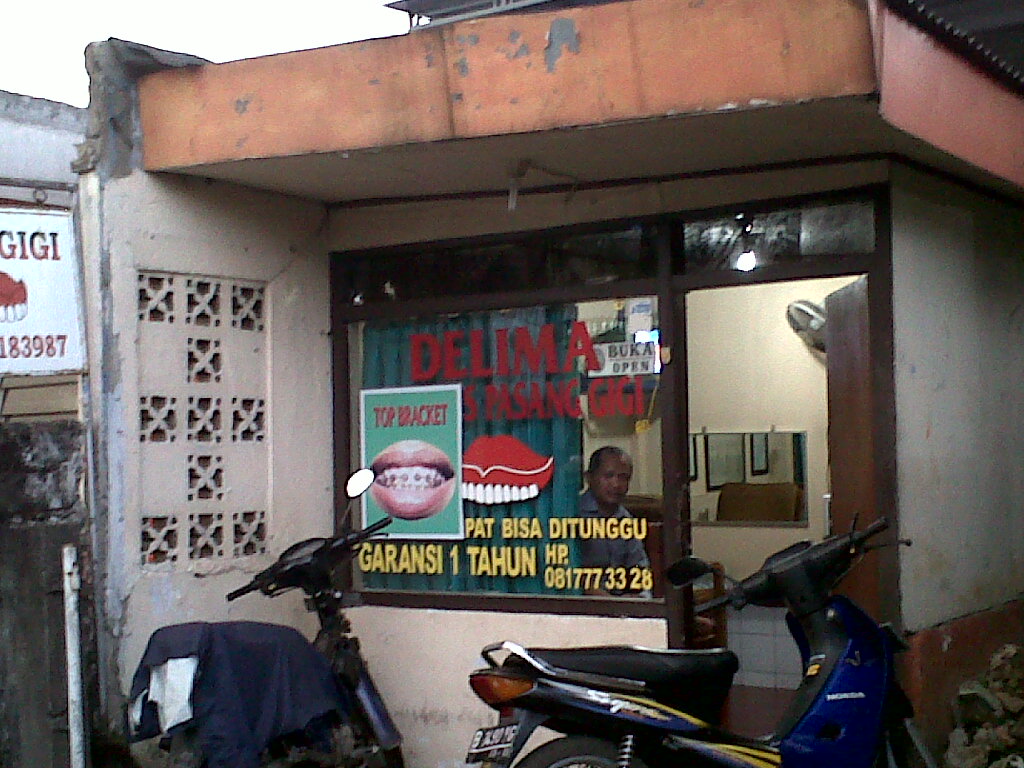 GIGI
183987
DELIMA
BUKA
OPEN
S PASANG GIGI
TOP BRACKET
PAT BISA DITUNGGU
GARANSI 1 TAHUN
HP.
081777 33 28
HONDA